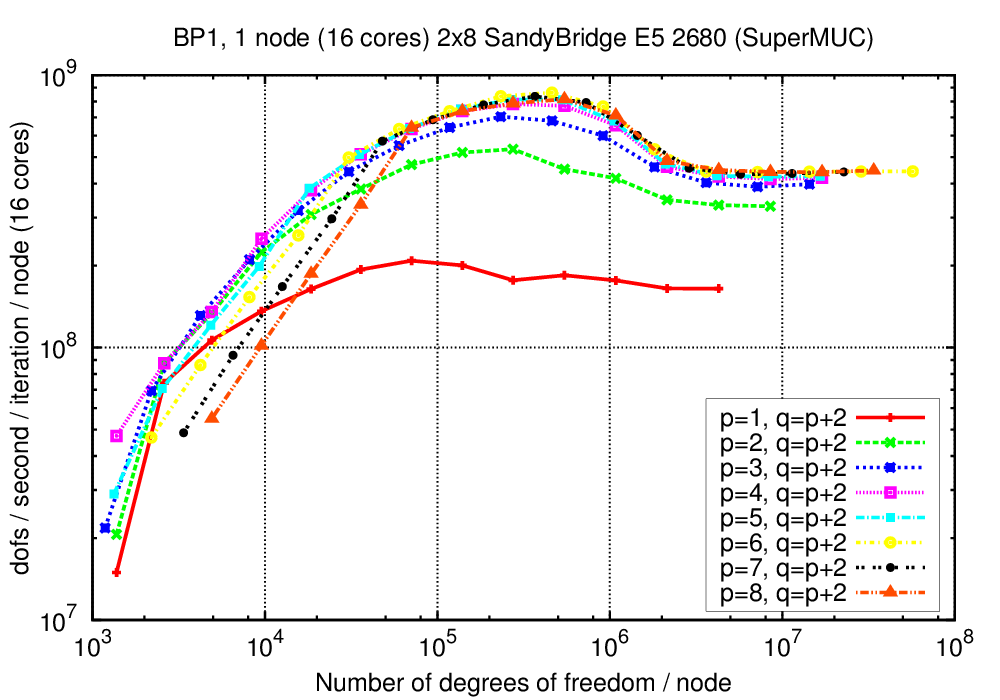 BP1, 1 node (16 cores) 2x8 SandyBridge E5 2680 (SuperMUC)
dofs / second / iteration / node (16 cores)
10^9
10^8
10^7
p=1, q=p+2
p=2, q=p+2
p=3, q=p+2
p=4, q=p+2
p=5, q=p+2
p=6, q=p+2
p=7, q=p+2
p=8, q=p+2
10^3 10^4 10^5 10^6 10^7 10^8
Number of degrees of freedom / node